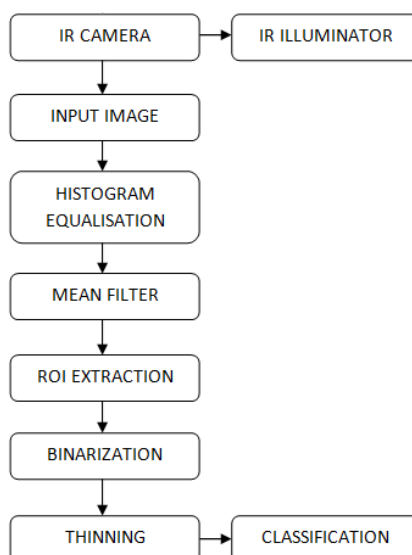 IR CAMERA
IR ILLUMINATOR
INPUT IMAGE
HISTOGRAM
EQUALISATION
MEAN FILTER
ROI EXTRACTION
BINARIZATION
THINNING
CLASSIFICATION